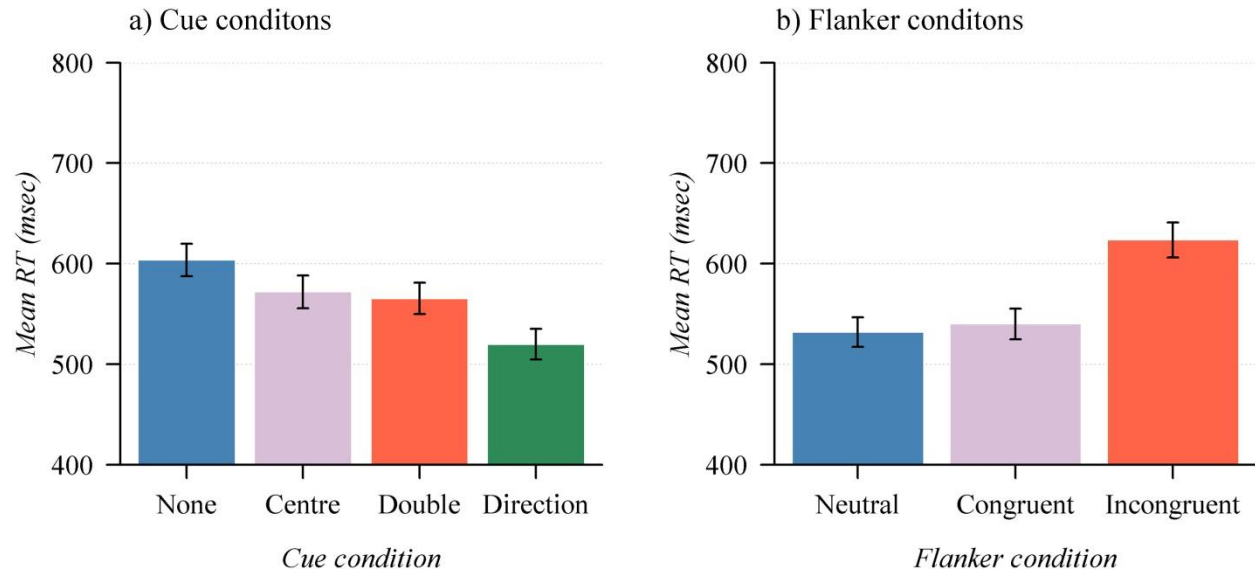 a) Cue conditons
800
700
600
500
400
Mean RT (msec)
None Centre Double Direction
Cue condition
b) Flanker conditons
800
700
600
500
400
Mean RT (msec)
Neutral Congruent Incongruent
Flanker condition